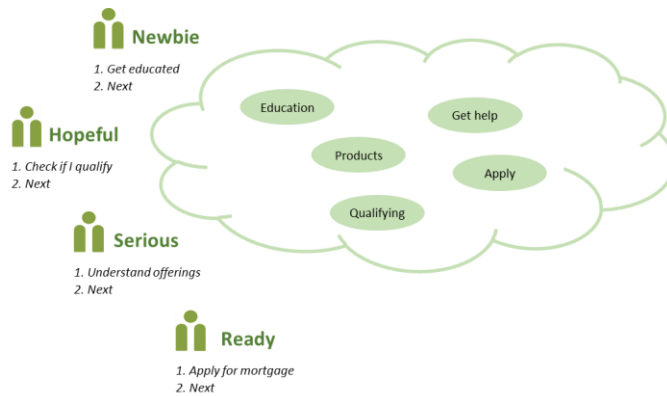 Newbie
1. Get educated
2. Next
Hopeful
1. Check if I qualify
2. Next
Serious
1. Understand offerings
2. Next
Ready
1. Apply for mortgage
2. Next
Education
Get help
Products
Apply
Qualifying